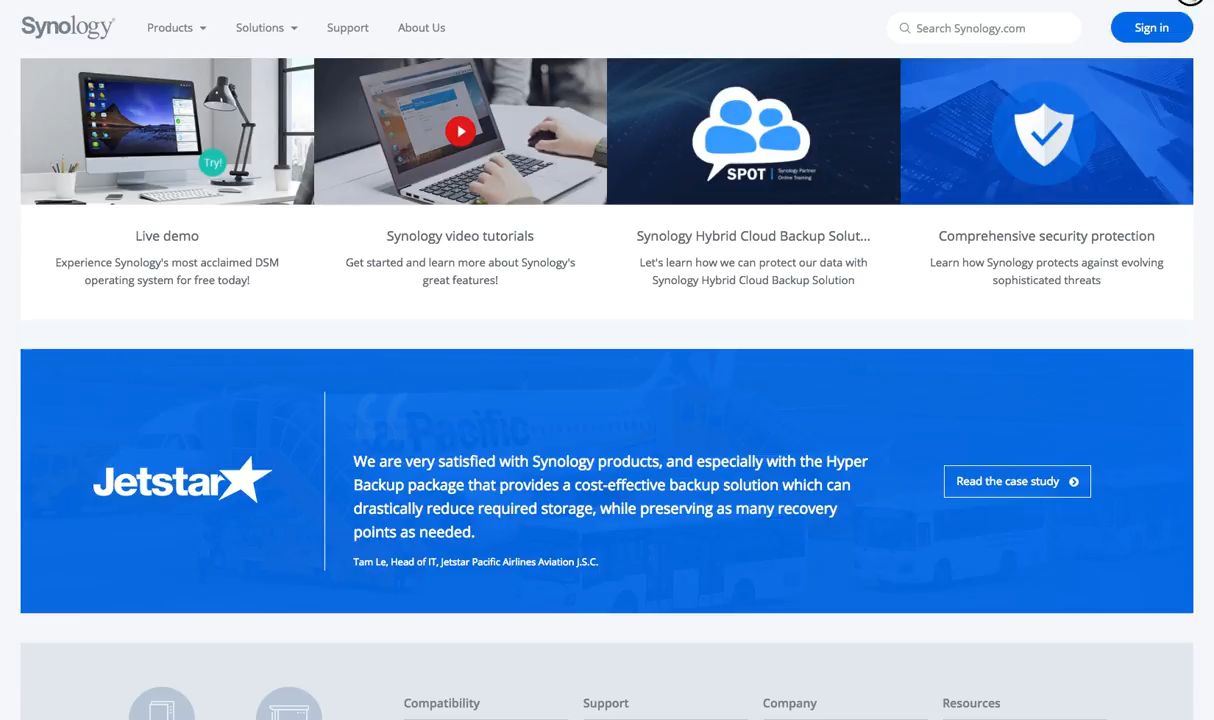 Synology
Products
Solutions
Support
About Us
Search Synology.com
Sign in
Try!
SPOT
Synology Partner
Online Training
Live demo
Experience Synology's most acclaimed DSM
operating system for free today!
Synology video tutorials
Get started and learn more about Synology's
great features!
Synology Hybrid Cloud Backup Solut...
Let's learn how we can protect our data with
Synology Hybrid Cloud Backup Solution
Comprehensive security protection
Learn how Synology protects against evolving
sophisticated threats
Pacific
Jetstar
We are very satisfied with Synology products, and especially with the Hyper
Backup package that provides a cost-effective backup solution which can
drastically reduce required storage, while preserving as many recovery
points as needed.
Tam Le, Head of IT, Jetstar Pacific Airlines Aviation J.S.C.
Read the case study
Compatibility
Support
Company
Resources